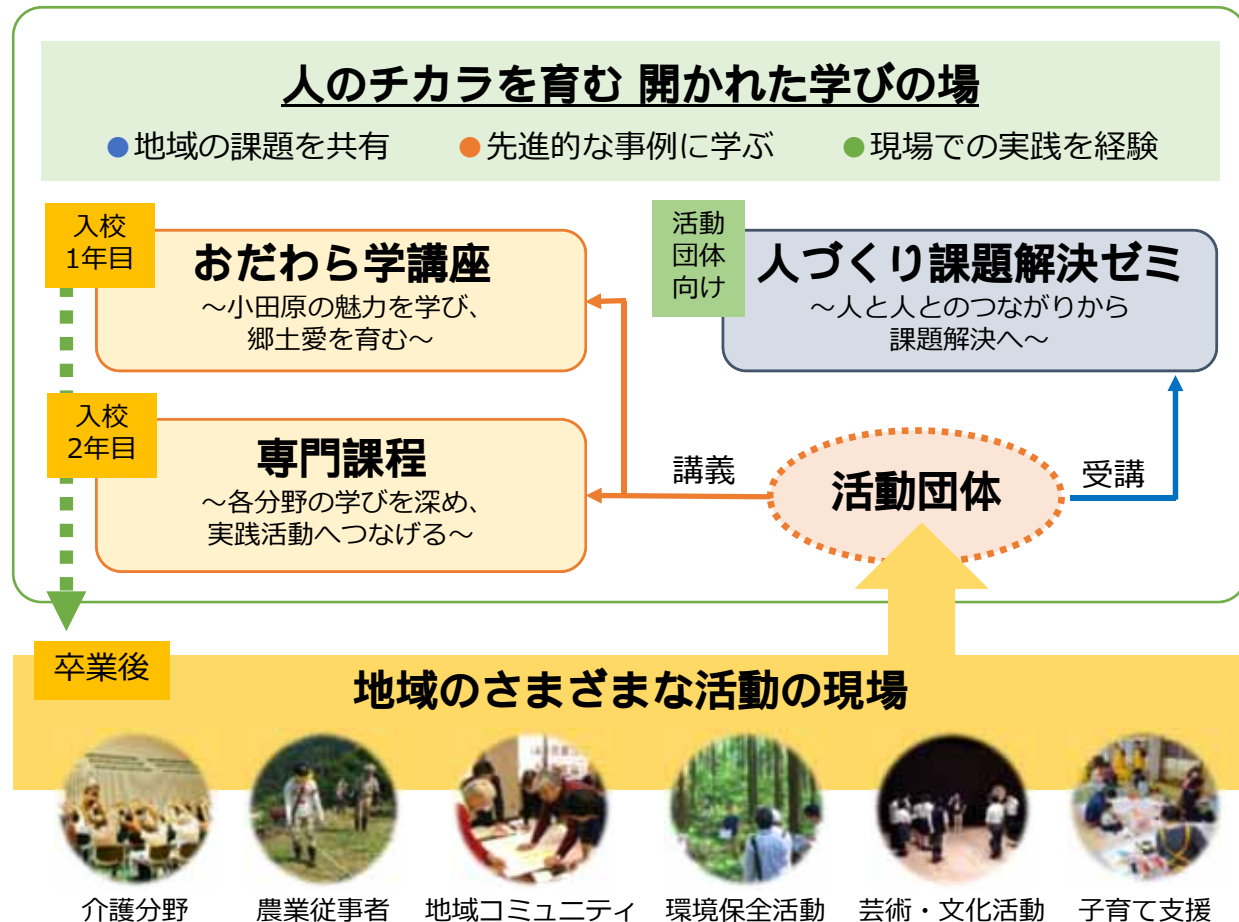 人のチカラを育む 開かれた学びの場
●地域の課題を共有 ●先進的な事例に学ぶ ●現場での実践を経験
入校
1年目
おだわら学講座
～小田原の魅力を学び、
郷土愛を育む～
活動
団体
向け
人づくり課題解決ゼミ
～人と人とのつながりから
課題解決へ～
入校
2年目
専門課程
～各分野の学びを深め、
実践活動へつなげる～
講義
活動団体
受講
卒業後
地域のさまざまな活動の現場
介護分野
農業従事者
地域コミュニティ
環境保全活動
芸術・文化活動
子育て支援